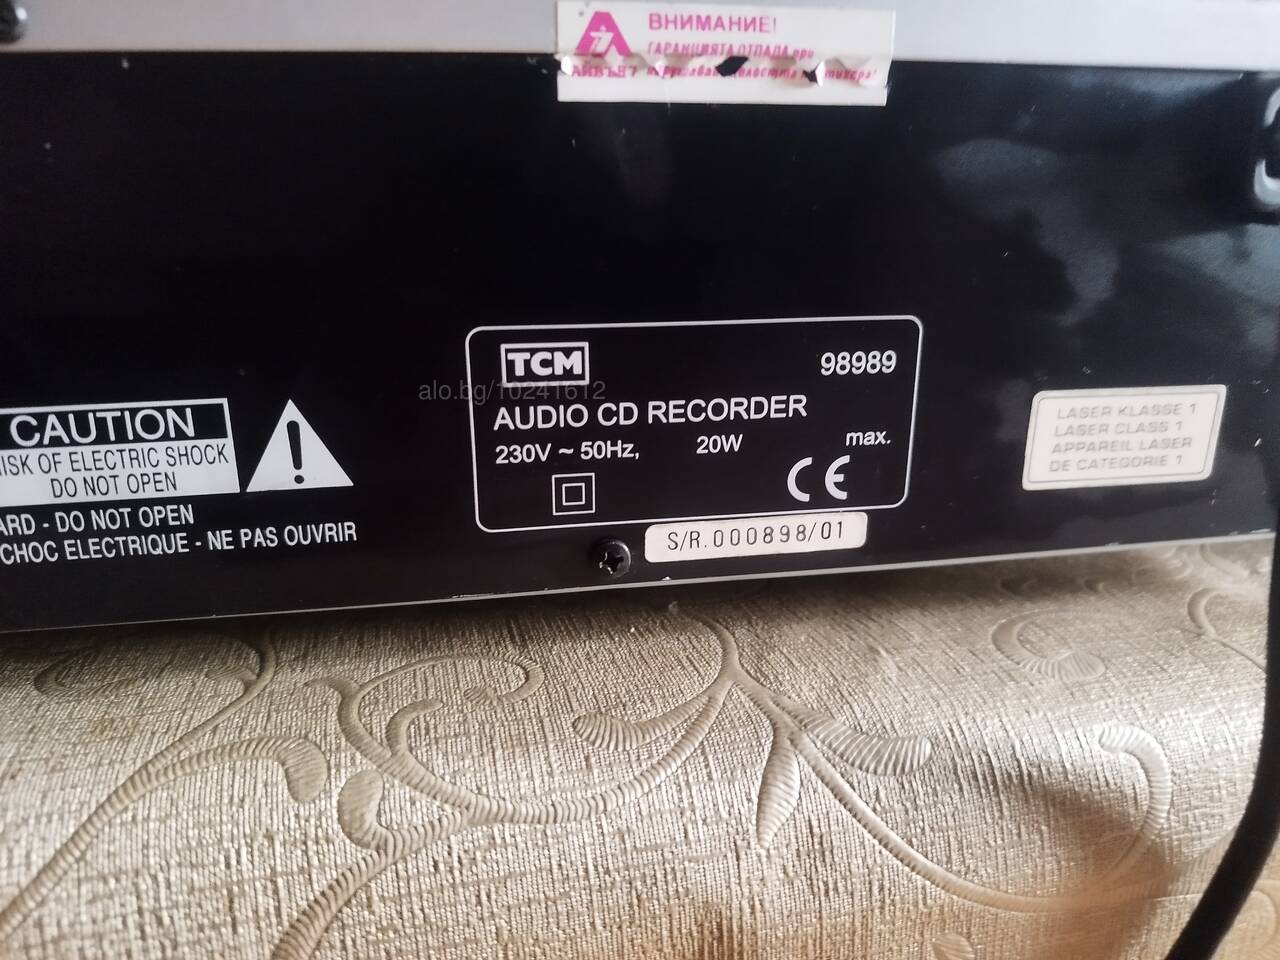 ВНИМАНИЕ!
ГАРАНЦИЯТА ОТПАДА при
АЙВЪН7
TCM
98989
alo.bg/10241612
AUDIO CD RECORDER
230V ~ 50Hz, 20W max.
CE
S/R.000898/01
CAUTION
RISK OF ELECTRIC SHOCK
DO NOT OPEN
ARD - DO NOT OPEN
CHOC ELECTRIQUE - NE PAS OUVRIR
LASER KLASSE 1
LASER CLASS 1
APPAREIL LASER
DE CATEGORIE 1